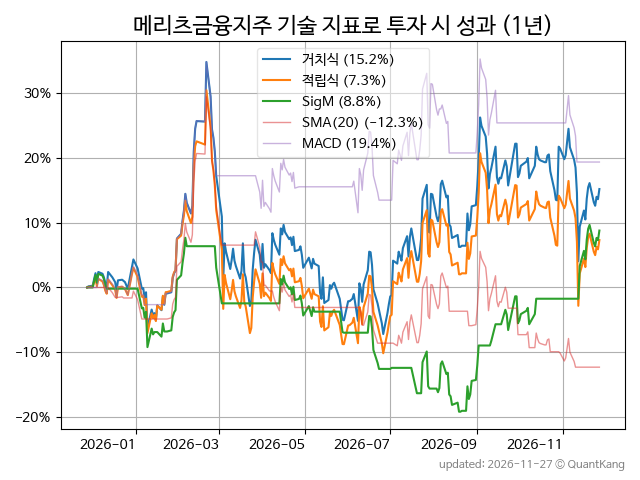 메리츠금융지주 기술 지표로 투자 시 성과 (1년)
거치식 (15.2%)
적립식 (7.3%)
SigM (8.8%)
SMA(20) (−12.3%)
MACD (19.4%)
30%
20%
10%
0%
−10%
−20%
2026-01
2026-03
2026-05
2026-07
2026-09
2026-11
updated: 2026-11-27 © QuantKang